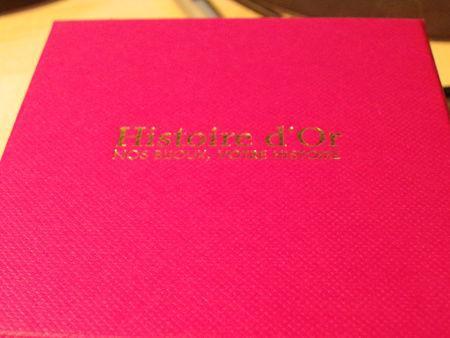 Histoire d'Or
NOS BIJOUX, VOTRE HISTOIRE